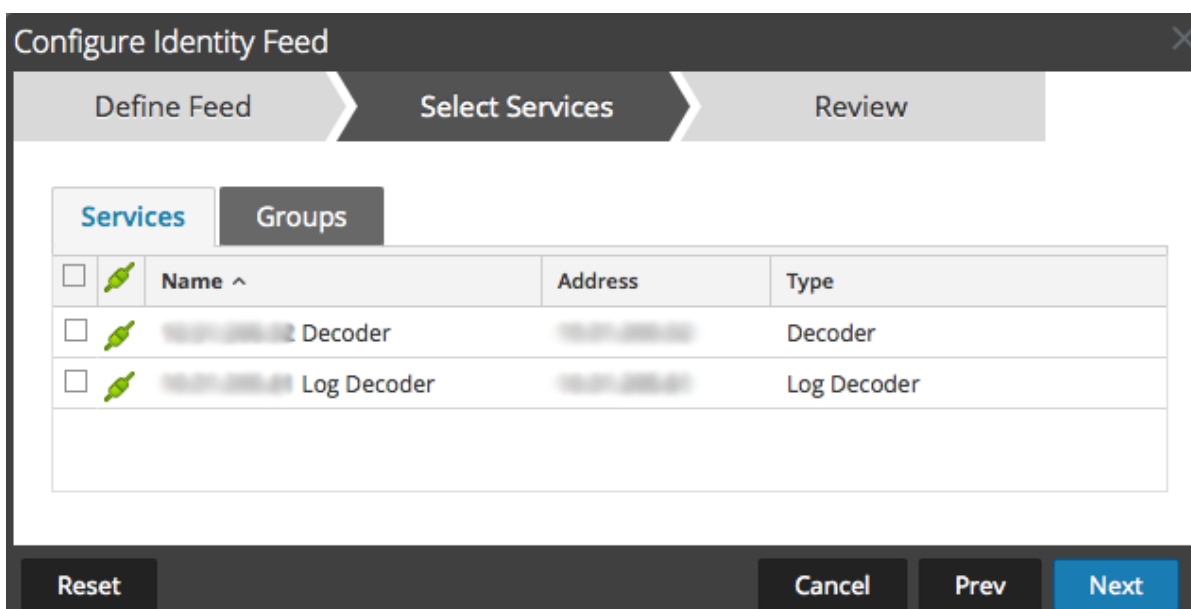 Configure Identity Feed
Define Feed Select Services Review
Services Groups
Name Address Type
Decoder Decoder
Log Decoder Log Decoder
Reset Cancel Prev Next